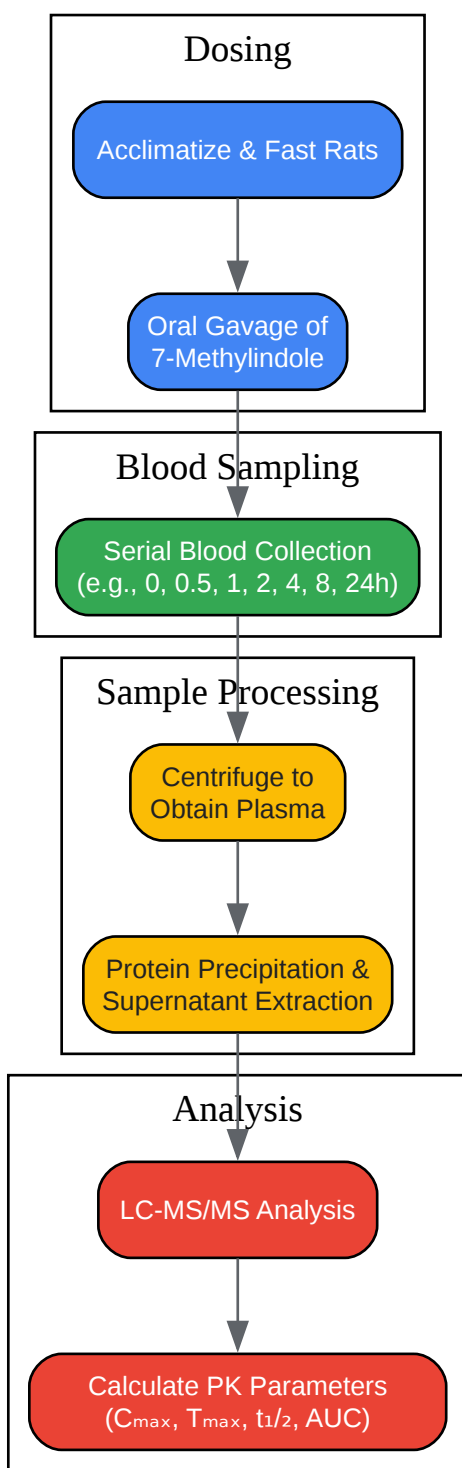 Dosing
Acclimatize & Fast Rats
Oral Gavage of
7-Methylindole
Blood Sampling
Serial Blood Collection
(e.g., 0, 0.5, 1, 2, 4, 8, 24h)
Sample Processing
Centrifuge to
Obtain Plasma
Protein Precipitation &
Supernatant Extraction
Analysis
LC-MS/MS Analysis
Calculate PK Parameters
(Cₘₐₓ, Tₘₐₓ, t₁/₂, AUC)